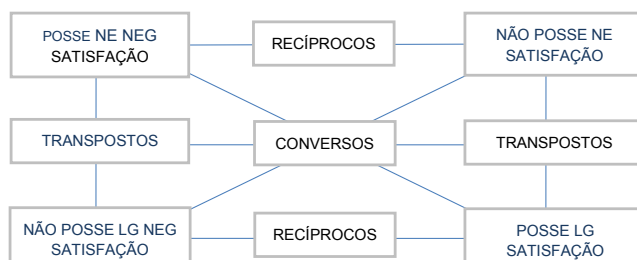 POSSE NE NEG
SATISFAÇÃO
RECÍPROCOS
NÃO POSSE NE
SATISFAÇÃO
TRANSPOSTOS
CONVERSOS
TRANSPOSTOS
NÃO POSSE LG NEG
SATISFAÇÃO
RECÍPROCOS
POSSE LG
SATISFAÇÃO